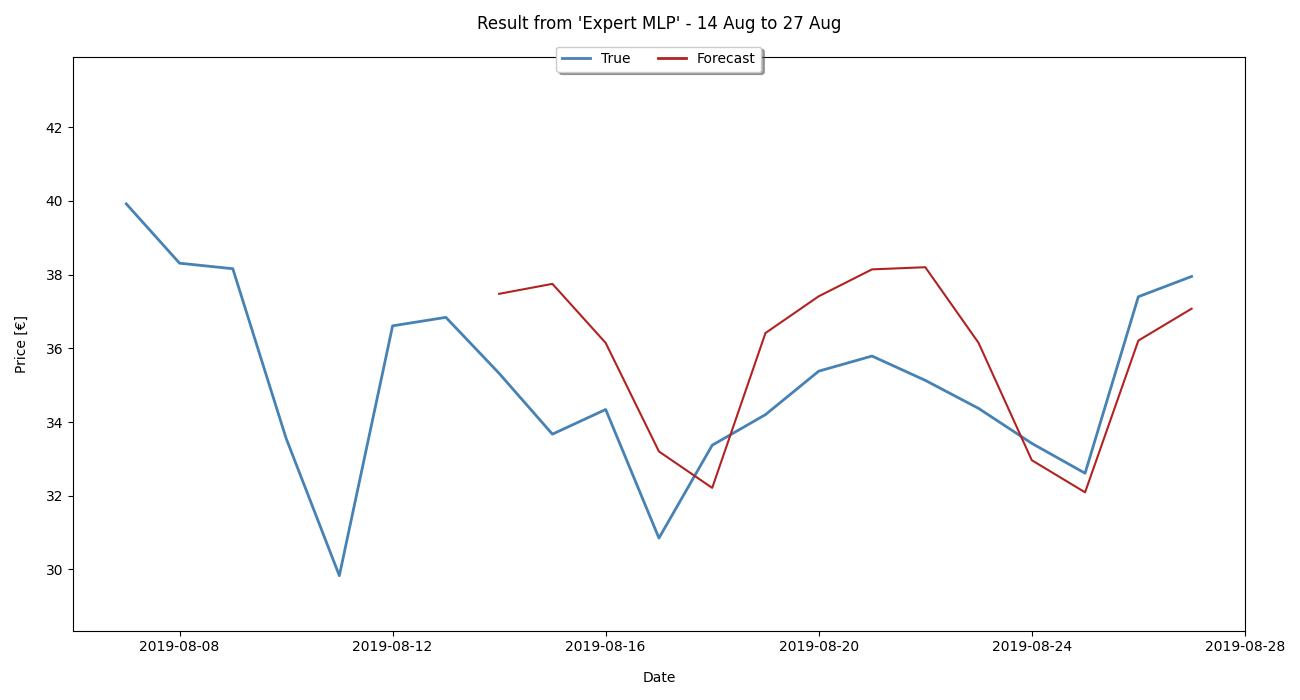 Result from 'Expert MLP' - 14 Aug to 27 Aug
True Forecast
Price [€]
42
40
38
36
34
32
30
2019-08-08 2019-08-12 2019-08-16 2019-08-20 2019-08-24 2019-08-28
Date